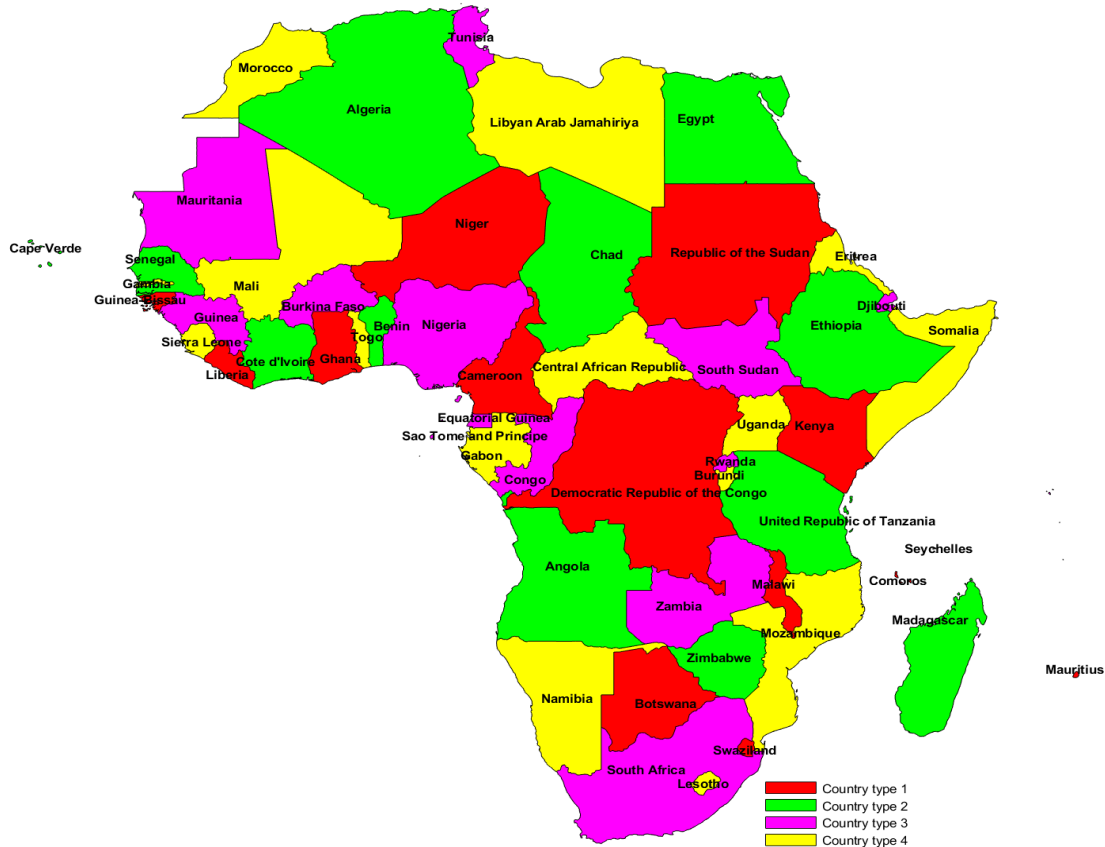 Tunisia
Morocco
Algeria
Egypt
Libyan Arab Jamahiriya
Mauritania
Niger
Cape Verde
Republic of the Sudan
Chad
Eritrea
Senegal
Gambia
Mali
Guinea-Bissau
Burkina Faso
Djibouti
Guinea
Benin
Nigeria
Ethiopia
Somalia
Togo
Sierra Leone
Cote d'Ivoire
Ghana
Central African Republic
South Sudan
Liberia
Cameroon
Equatorial Guinea
Uganda
Kenya
Sao Tome and Principe
Gabon
Rwanda
Burundi
Congo
Democratic Republic of the Congo
United Republic of Tanzania
Seychelles
Angola
Malawi
Comoros
Zambia
Madagascar
Mozambique
Zimbabwe
Mauritius
Namibia
Botswana
Swaziland
South Africa
Lesotho
Country type 1
Country type 2
Country type 3
Country type 4